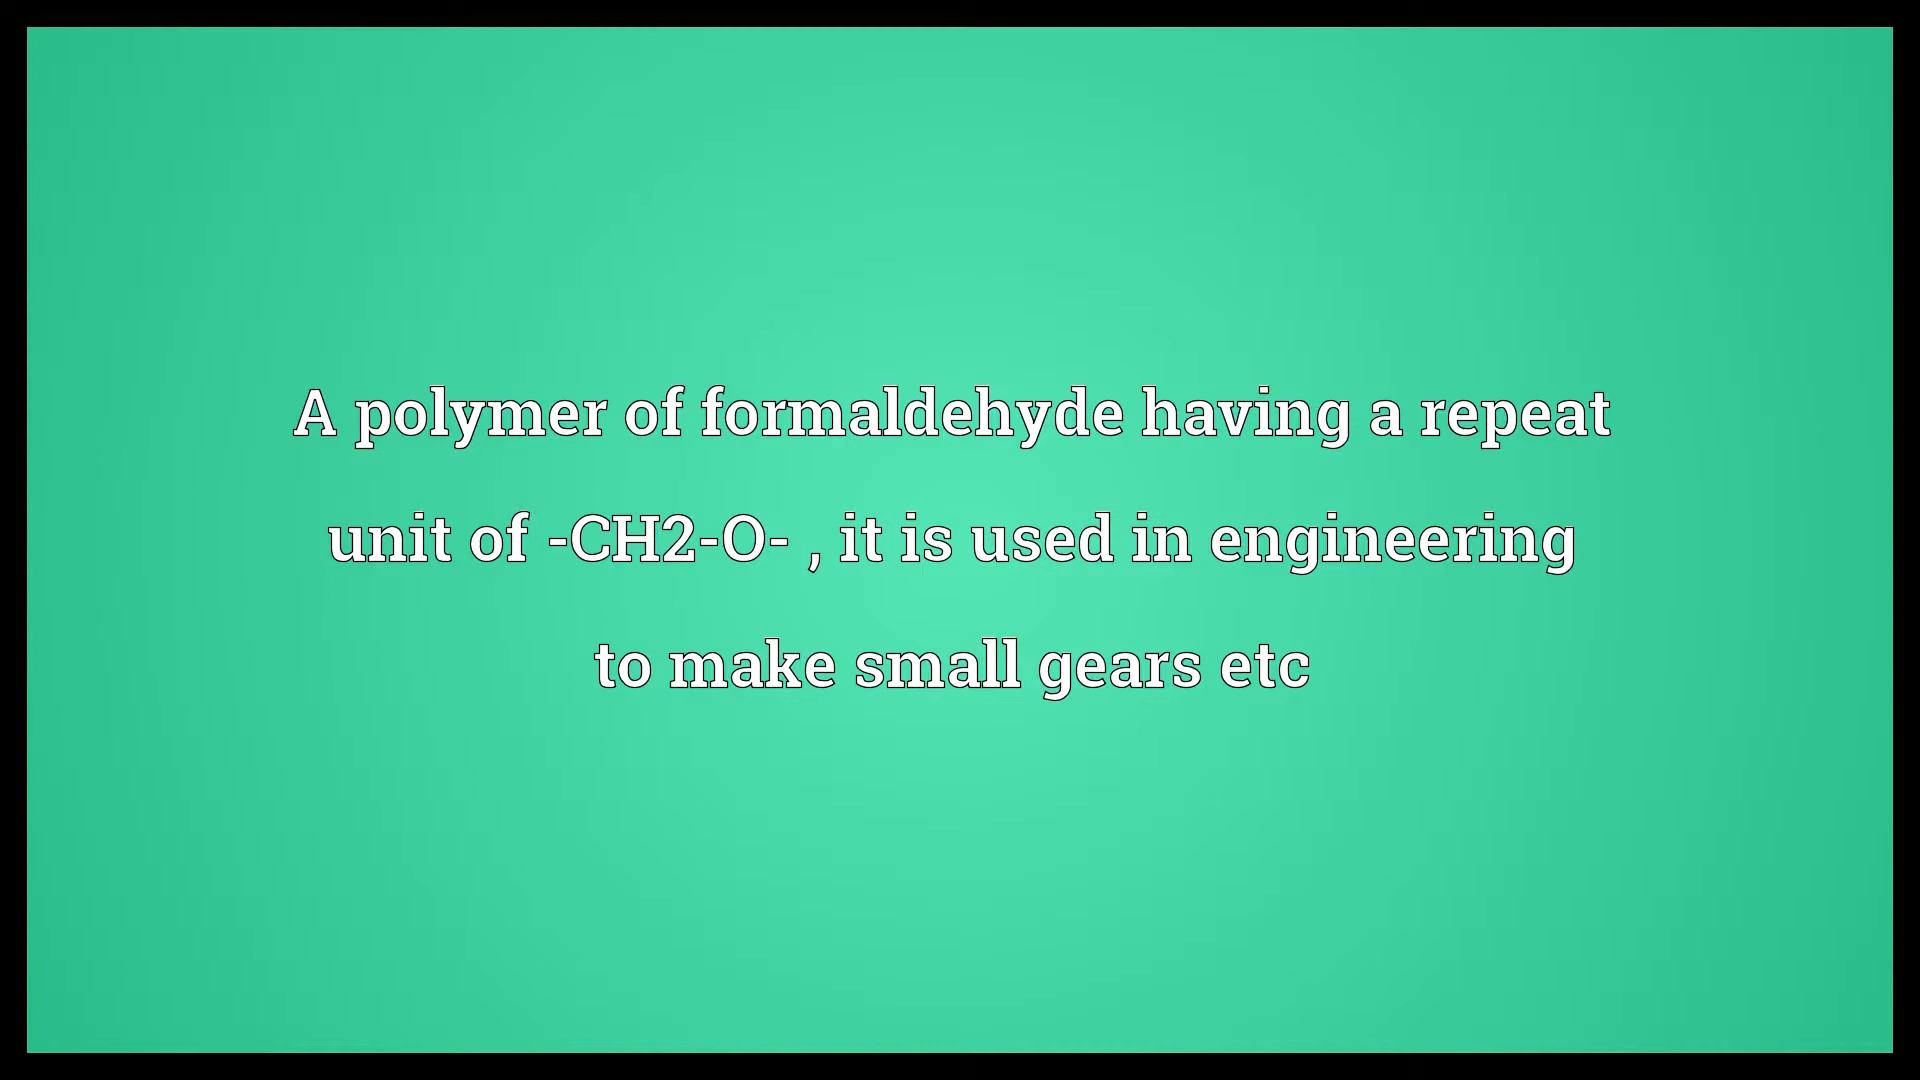 A polymer of formaldehyde having a repeat
unit of -CH2-O- , it is used in engineering
to make small gears etc